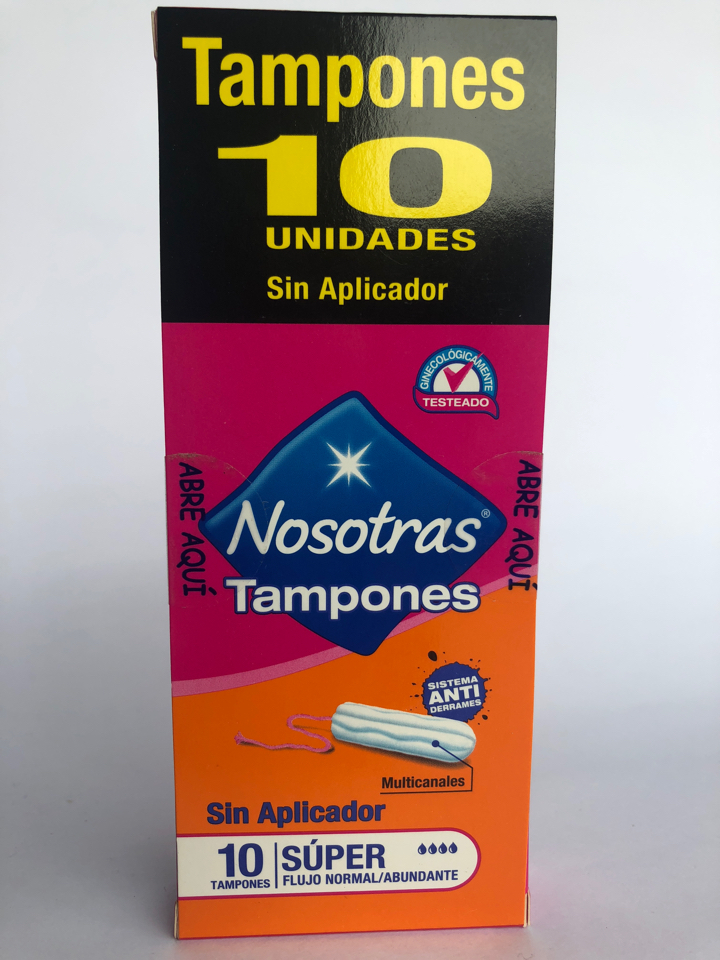 Tampones
10
UNIDADES
Sin Aplicador
GINECOLÓGICAMENTE
TESTEADO
ABRE AQUÍ
ABRE AQUÍ
Nosotras®
Tampones
SISTEMA
ANTI
DERRAMES
Multicanales
Sin Aplicador
10
TAMPONES
SÚPER
FLUJO NORMAL/ABUNDANTE